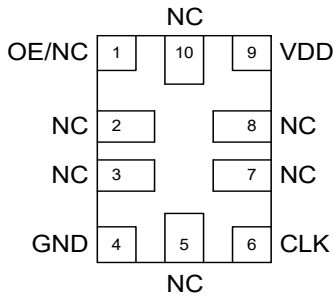 NC
OE/NC 1 10 9 VDD
NC 2 8 NC
NC 3 7 NC
GND 4 5 6 CLK
NC